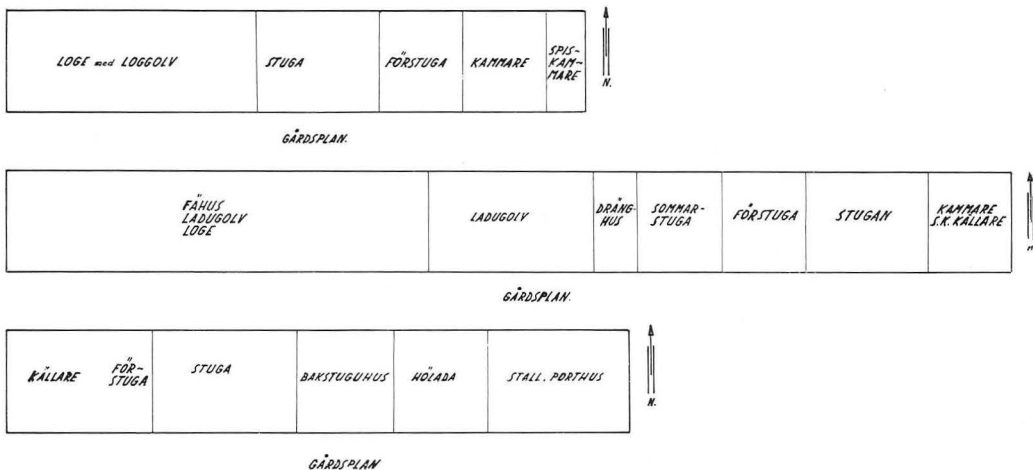 LOGE med LOGGOLV
STUGA
FÖRSTUGA
KAMMARE
SPIS-
KAM-
MARE
N.
GÅRDSPLAN.
FÄHUS
LADUGOLV
LOGE
LADUGOLV
DRÄNG-
HUS
SOMMAR-
STUGA
FÖRSTUGA
STUGAN
KAMMARE
S.K. KÄLLARE
N
GÅRDSPLAN.
KÄLLARE
FÖR-
STUGA
STUGA
BAKSTUGUHUS
HÖLADA
STALL, PORTHUS
N.
GÅRDSPLAN